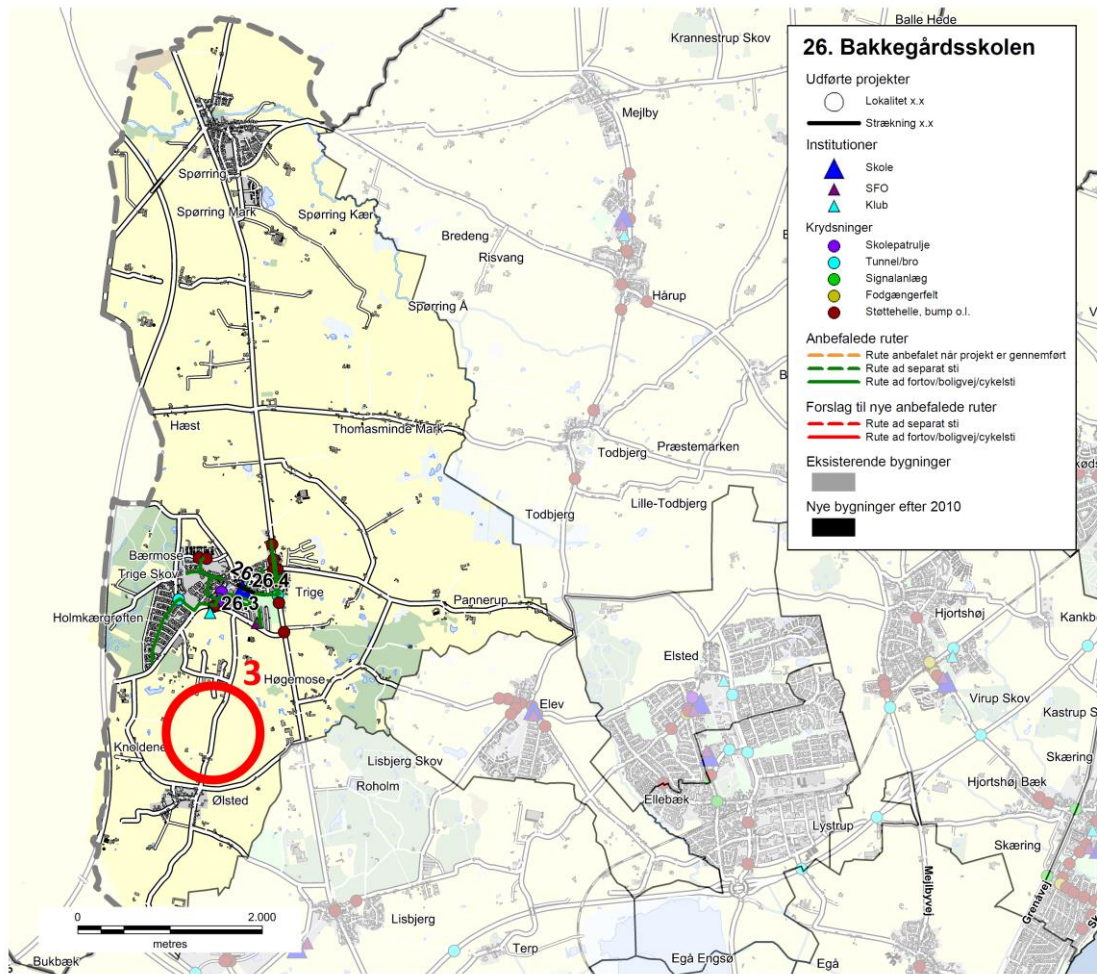 Balle Hede
Krannestrup Skov
26. Bakkegårdsskolen
Udførte projekter
Lokalitet x.x
Strækning x.x
Institutioner
Skole
SFO
Klub
Krydsninger
Skolepatrulje
Tunnel/bro
Signalanlæg
Fodgængerfelt
Støttehelle, bump o.l.
Anbefalede ruter
Rute anbefalet når projekt er gennemført
Rute ad separat sti
Rute ad fortov/boligvej/cykelsti
Forslag til nye anbefalede ruter
Rute ad separat sti
Rute ad fortov/boligvej/cykelsti
Eksisterende bygninger
Nye bygninger efter 2010
Mejlby
Spørring
Spørring Mark
Spørring Kær
Bredeng
Risvang
Hårup
Spørring Å
Hæst
Thomasminde Mark
Præstemarken
Todbjerg
Lille-Todbjerg
Todbjerg
Bærmose
Trige Skov
26-4
Trige
26-3
Holmkærgrøften
Pannerup
Hjortshøj
Elsted
3
Høgemose
Elev
Virup Skov
Knoldene
Lisbjerg Skov
Roholm
Skæring
Hjortshøj Bæk
Ølsted
Ellebæk
Lystrup
Skæring
Mejlbyvej
Grenåvej
0
2.000
metres
Lisbjerg
Terp
Egå Engsø
Egå
Bukbæk